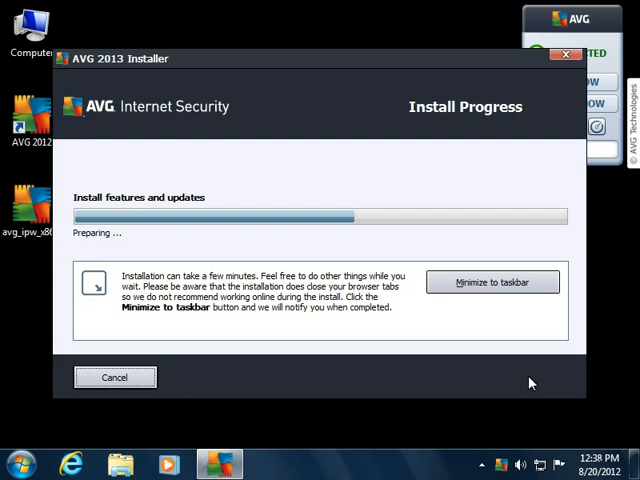 Computer
AVG
AVG 2013 Installer
TED
OW
AVG Internet Security
Install Progress
OW
© AVG Technologies
AVG 2012
Install features and updates
avg_ipw_x86
Preparing ...
Installation can take a few minutes. Feel free to do other things while you
wait. Please be aware that the installation does close your browser tabs
so we do not recommend working online during the install. Click the
Minimize to taskbar button and we will notify you when completed.
Minimize to taskbar
Cancel
12:38 PM
8/20/2012